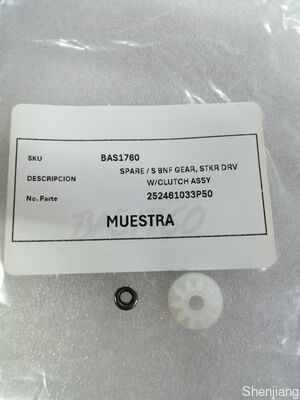 SKU BAS1760
SPARE / S BNF GEAR, STKR DRV
DESCRIPCION W/CLUTCH ASSY
No. Parte 252461033P50
MUESTRA
Shenjiang